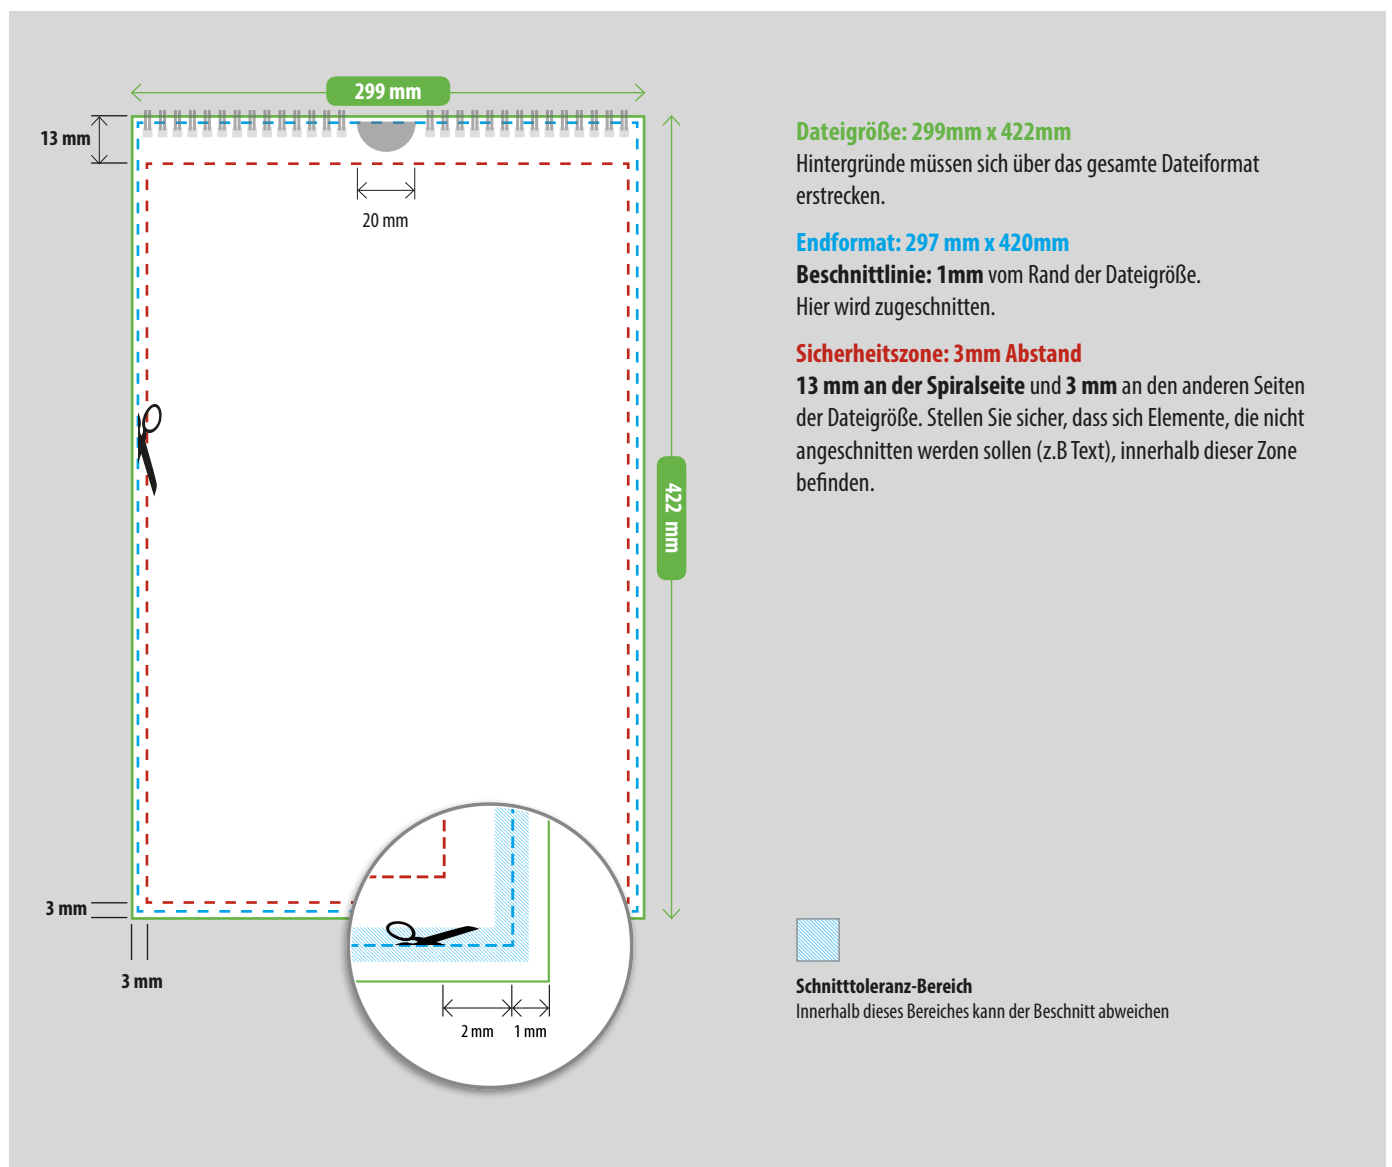 299 mm
13 mm
20 mm
422 mm
3 mm
3 mm
2 mm
1 mm
Dateigröße: 299mm x 422mm
Hintergründe müssen sich über das gesamte Dateiformat
erstrecken.
Endformat: 297 mm x 420mm
Beschnittlinie: 1mm vom Rand der Dateigröße.
Hier wird zugeschnitten.
Sicherheitszone: 3mm Abstand
13 mm an der Spiralseite und 3 mm an den anderen Seiten
der Dateigröße. Stellen Sie sicher, dass sich Elemente, die nicht
angeschnitten werden sollen (z.B Text), innerhalb dieser Zone
befinden.
Schnitttoleranz-Bereich
Innerhalb dieses Bereiches kann der Beschnitt abweichen